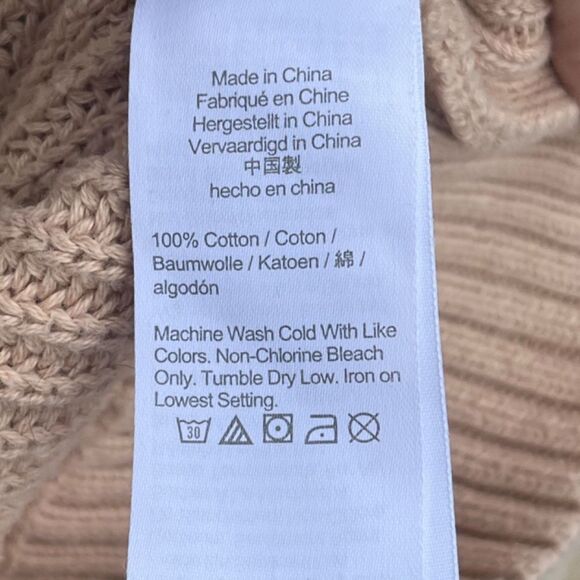 Made in China
Fabriqué en Chine
Hergestellt in China
Vervaardigd in China
中国製
hecho en china
100% Cotton / Coton /
Baumwolle / Katoen / 綿 /
algodón
Machine Wash Cold With Like
Colors. Non-Chlorine Bleach
Only. Tumble Dry Low. Iron on
Lowest Setting.
30